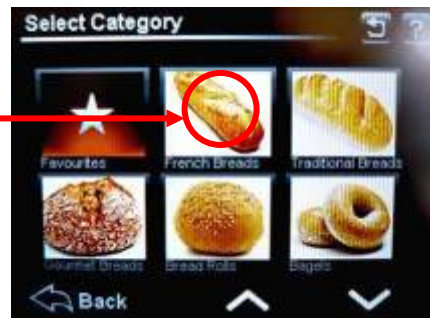 Select Category
?
Favourites
French Breads
Traditional Breads
Gourmet Breads
Bread Rolls
Bagels
Back